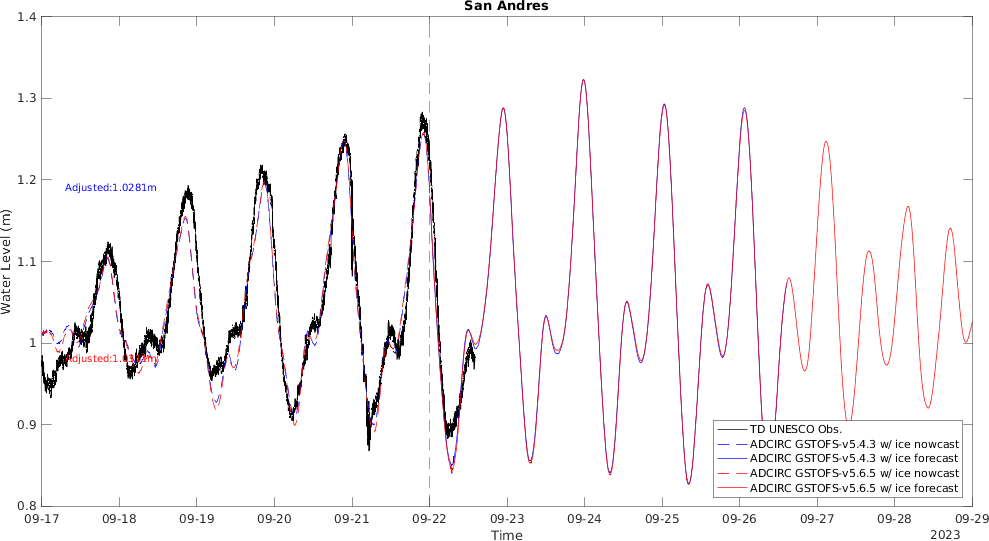 San Andres
1.4
1.3
1.2
1.1
1
0.9
0.8
Water Level (m)
Adjusted:1.0281m
TD UNESCO Obs.
ADCIRC GSTOFS-v5.4.3 w/ ice nowcast
ADCIRC GSTOFS-v5.4.3 w/ ice forecast
ADCIRC GSTOFS-v5.6.5 w/ ice nowcast
ADCIRC GSTOFS-v5.6.5 w/ ice forecast
09-17 09-18 09-19 09-20 09-21 09-22 09-23 09-24 09-25 09-26 09-27 09-28 09-29
Time
2023